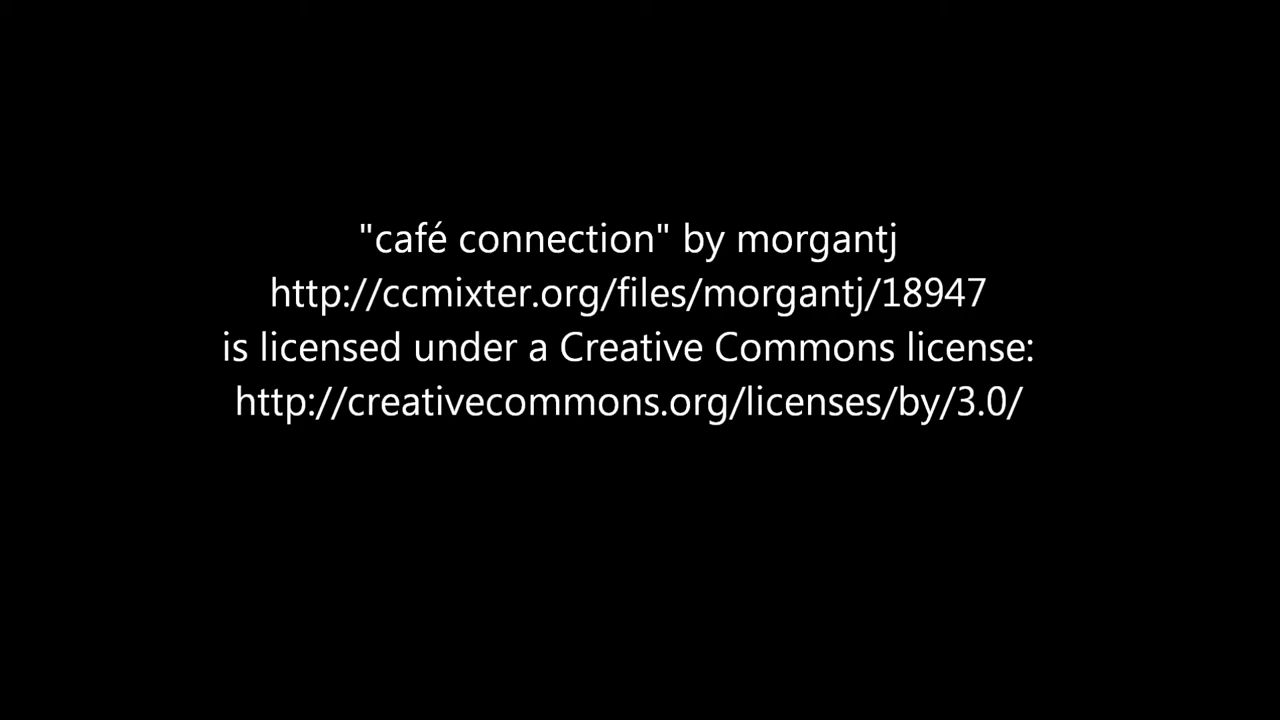 "café connection" by morgantj
http://ccmixter.org/files/morgantj/18947
is licensed under a Creative Commons license:
http://creativecommons.org/licenses/by/3.0/